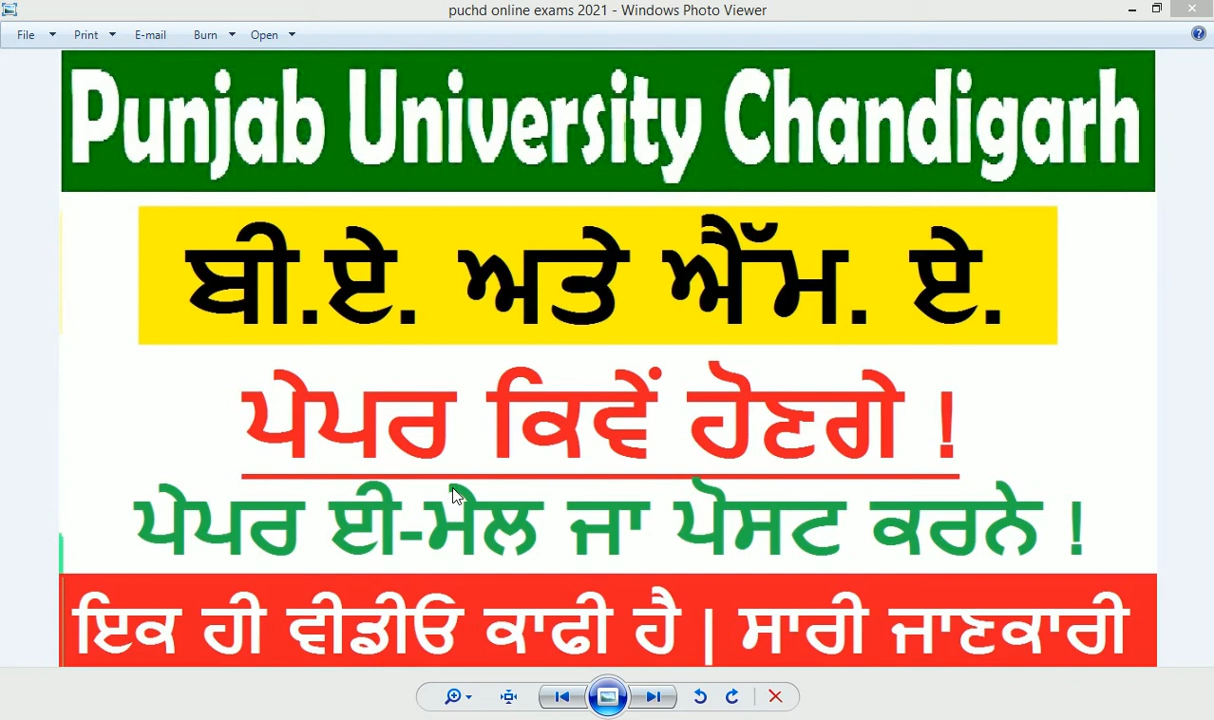 puchd online exams 2021 - Windows Photo Viewer
File Print E-mail Burn Open
Punjab University Chandigarh
ਬੀ.ਏ. ਅਤੇ ਐੱਮ. ਏ.
ਪੇਪਰ ਕਿਵੇਂ ਹੋਣਗੇ !
ਪੇਪਰ ਈ-ਮੇਲ ਜਾ ਪੋਸਟ ਕਰਨੇ !
ਇਕ ਹੀ ਵੀਡੀਓ ਕਾਫੀ ਹੈ | ਸਾਰੀ ਜਾਣਕਾਰੀ